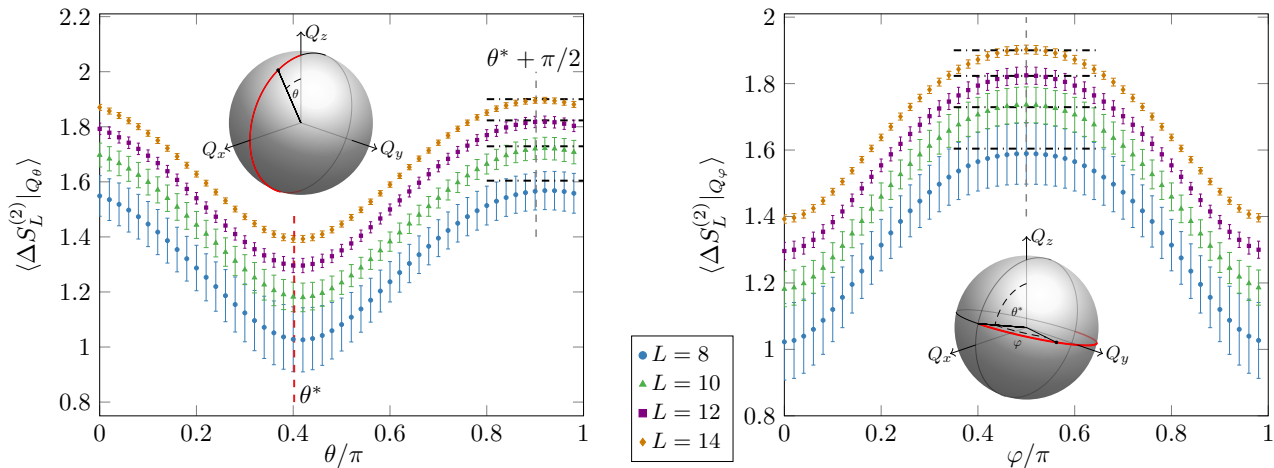 2.2
2
1.8
1.6
1.4
1.2
1
0.8
⟨ΔS_L^{(2)}|_{Q_θ}⟩
0
0.2
0.4
0.6
0.8
1
θ/π
Q_z
Q_x
Q_y
θ
θ* + π/2
θ*
L = 8
L = 10
L = 12
L = 14
2
1.8
1.6
1.4
1.2
1
0.8
⟨ΔS_L^{(2)}|_{Q_φ}⟩
0
0.2
0.4
0.6
0.8
1
φ/π
Q_z
Q_x
Q_y
θ*
φ